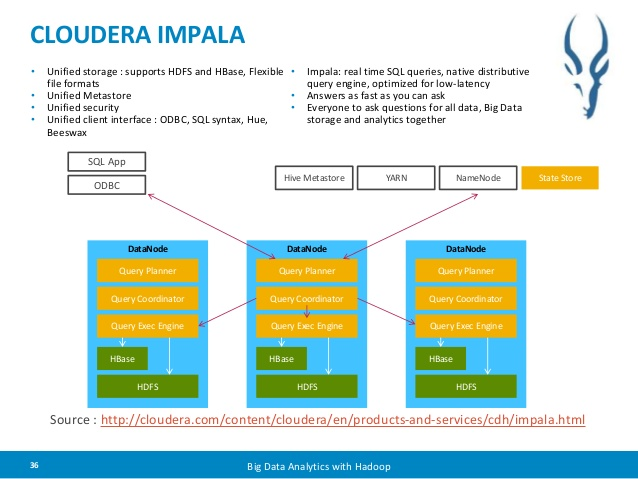 CLOUDERA IMPALA
• Unified storage : supports HDFS and HBase, Flexible
file formats
• Unified Metastore
• Unified security
• Unified client interface : ODBC, SQL syntax, Hue,
Beeswax
• Impala: real time SQL queries, native distributive
query engine, optimized for low-latency
• Answers as fast as you can ask
• Everyone to ask questions for all data, Big Data
storage and analytics together
SQL App
ODBC
Hive Metastore
YARN
NameNode
State Store
DataNode
Query Planner
Query Coordinator
Query Exec Engine
HBase
HDFS
DataNode
Query Planner
Query Coordinator
Query Exec Engine
HBase
HDFS
DataNode
Query Planner
Query Coordinator
Query Exec Engine
HBase
HDFS
Source : http://cloudera.com/content/cloudera/en/products-and-services/cdh/impala.html
36
Big Data Analytics with Hadoop